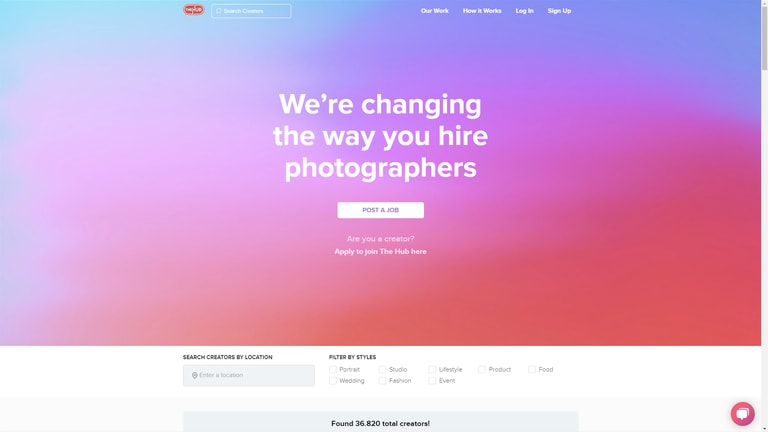 THE HUB
Search Creators
Our Work
How it Works
Log In
Sign Up
We're changing
the way you hire
photographers
POST A JOB
Are you a creator?
Apply to join The Hub here
SEARCH CREATORS BY LOCATION
Enter a location
FILTER BY STYLES
Portrait
Studio
Lifestyle
Product
Food
Wedding
Fashion
Event
Found 36,820 total creators!